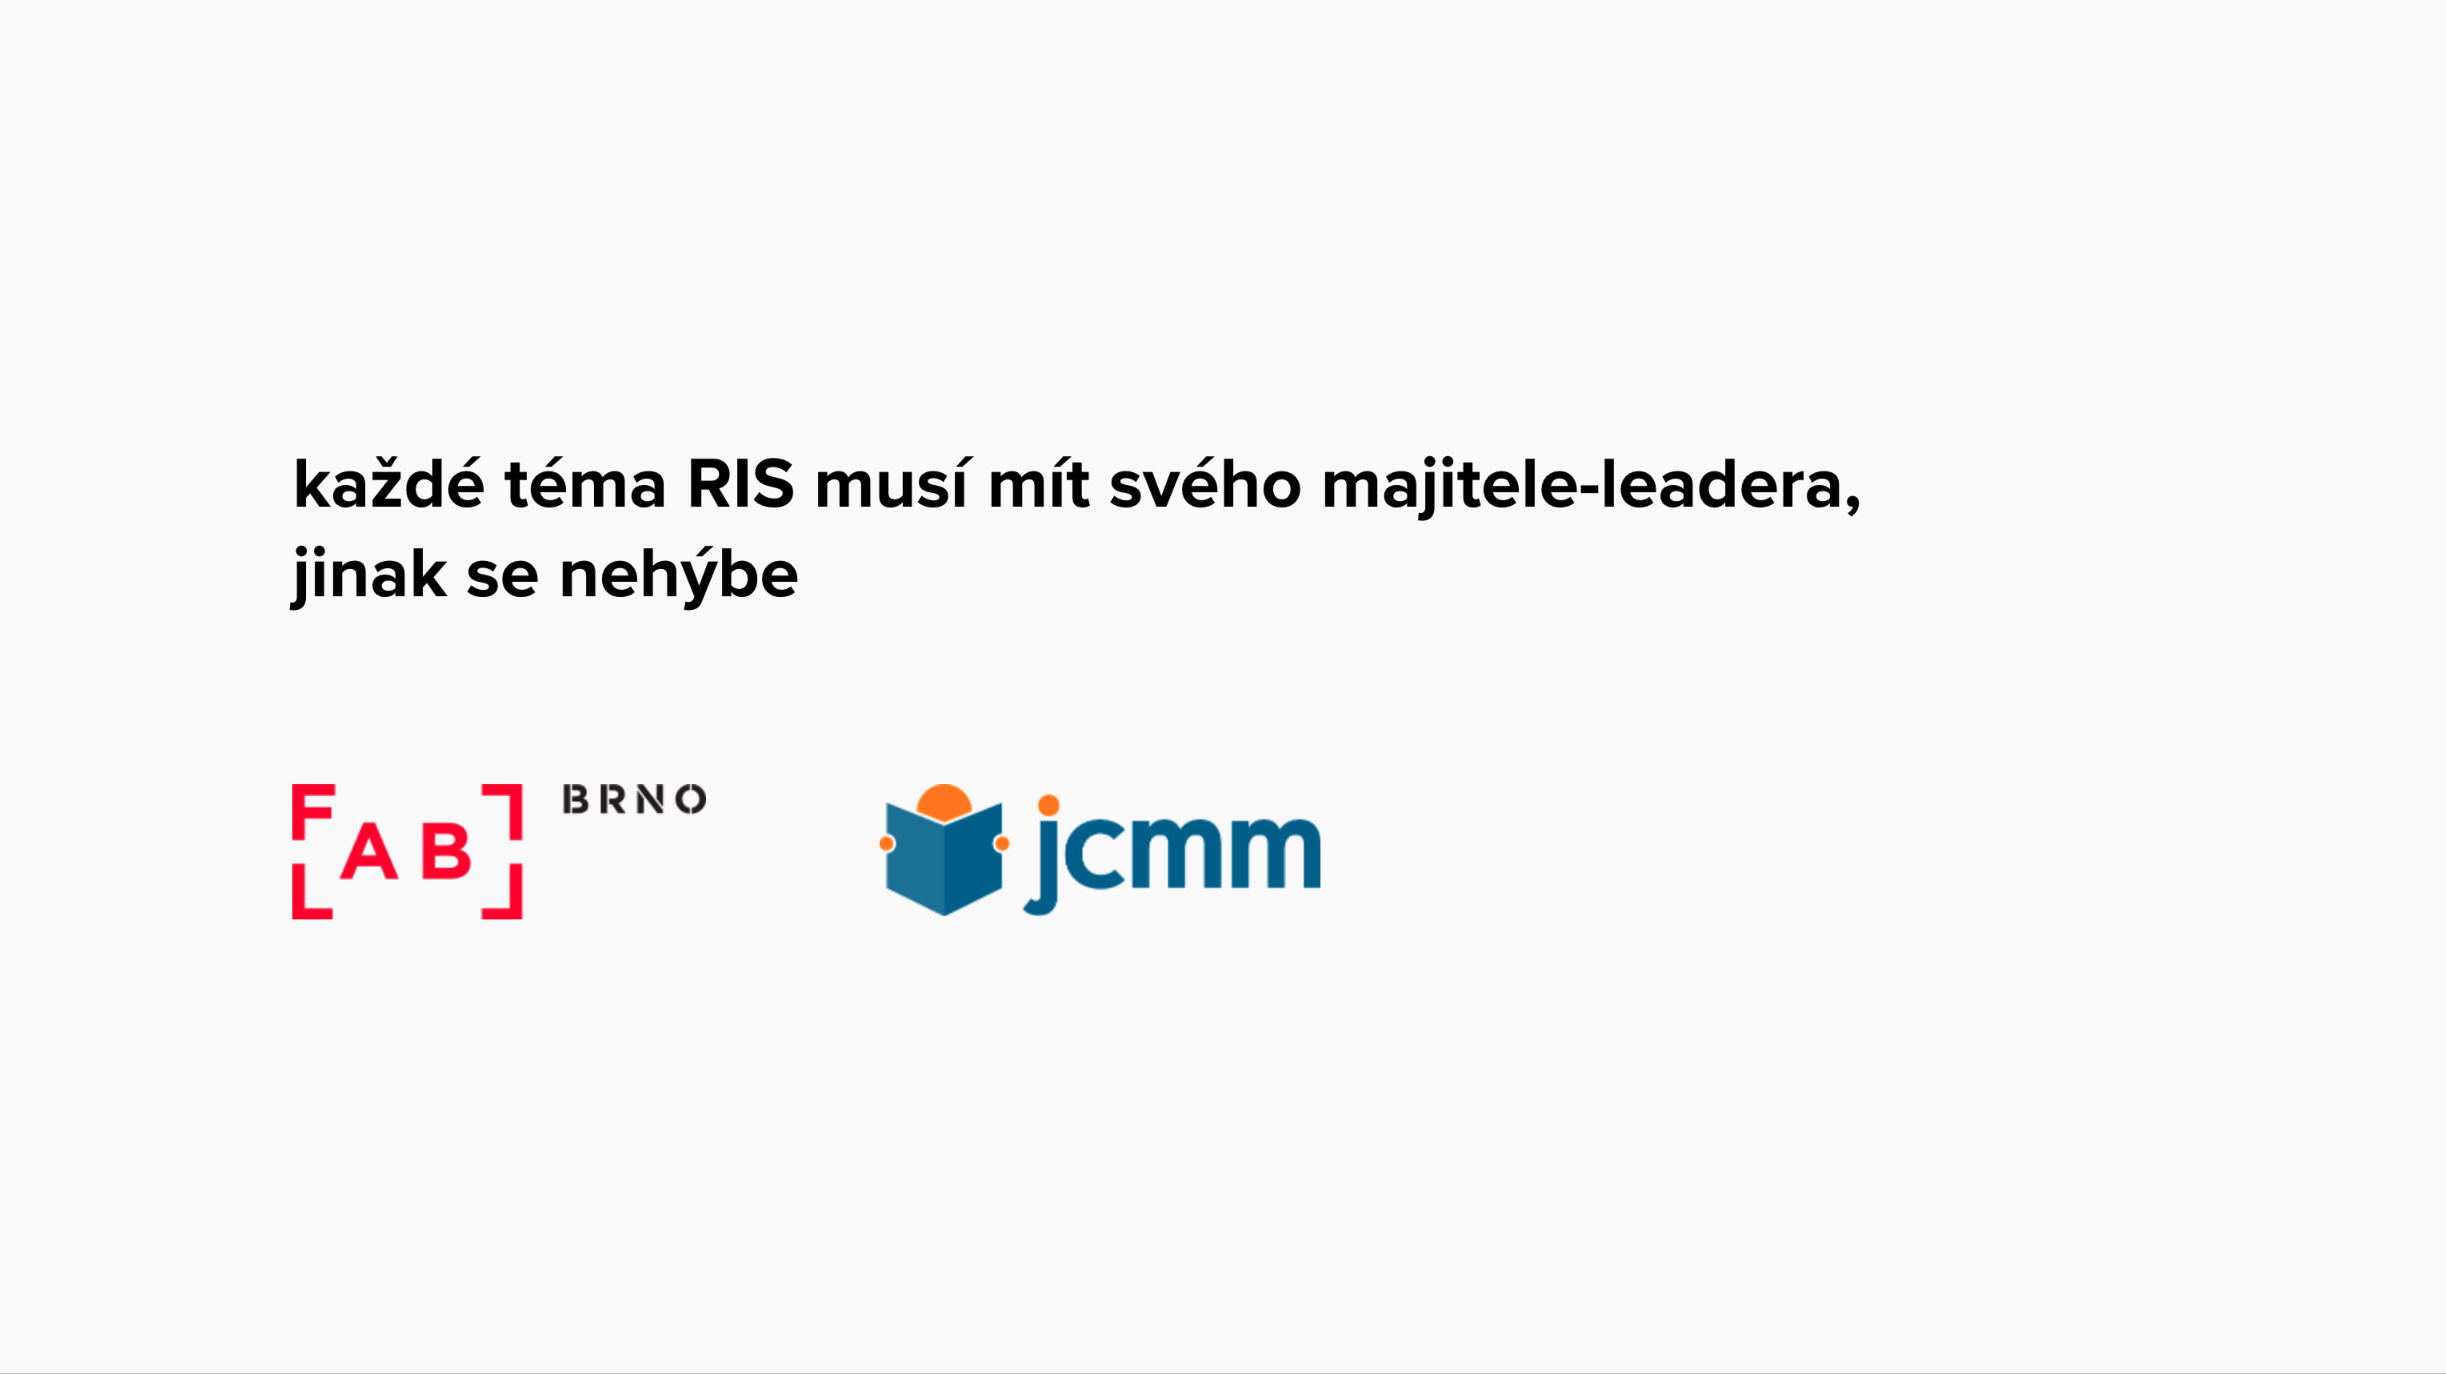 každé téma RIS musí mít svého majitele-leadera,
jinak se nehýbe
FAB BRNO
jcmm